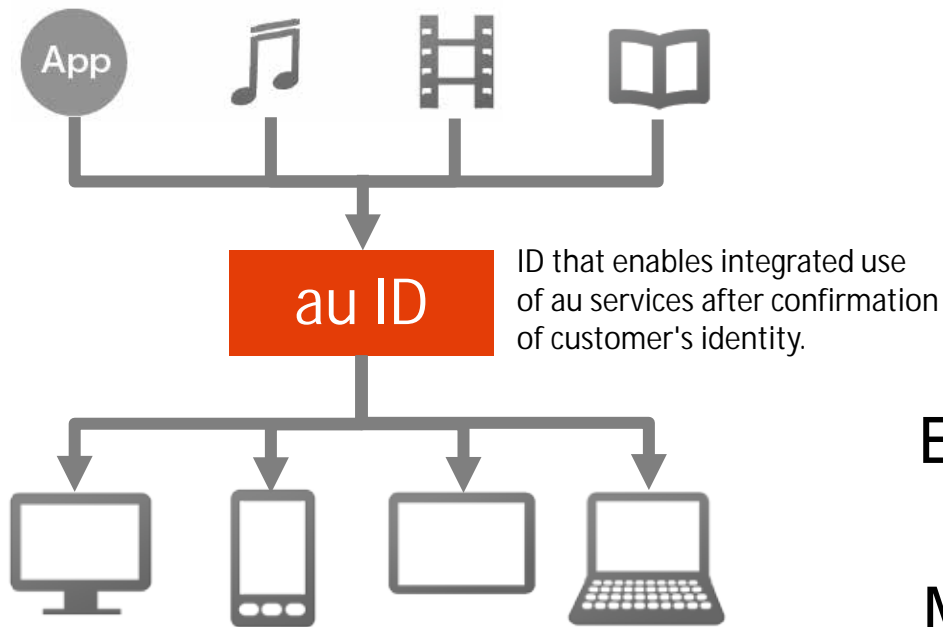 App
au ID
ID that enables integrated use
of au services after confirmation
of customer's identity.
E